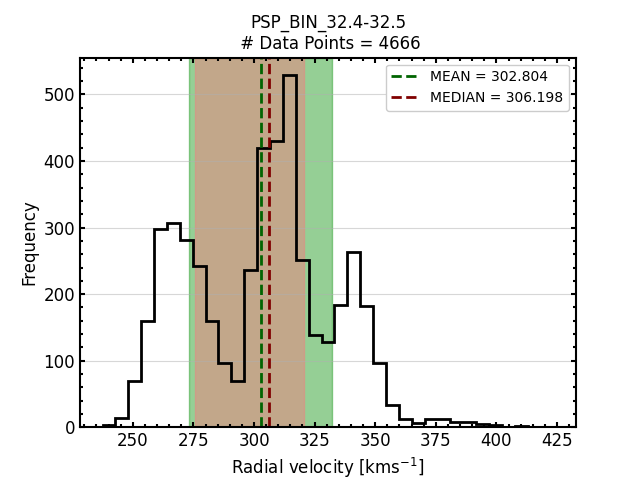 PSP_BIN_32.4-32.5
# Data Points = 4666
MEAN = 302.804
MEDIAN = 306.198
500
400
300
200
100
0
Frequency
250 275 300 325 350 375 400 425
Radial velocity [kms⁻¹]